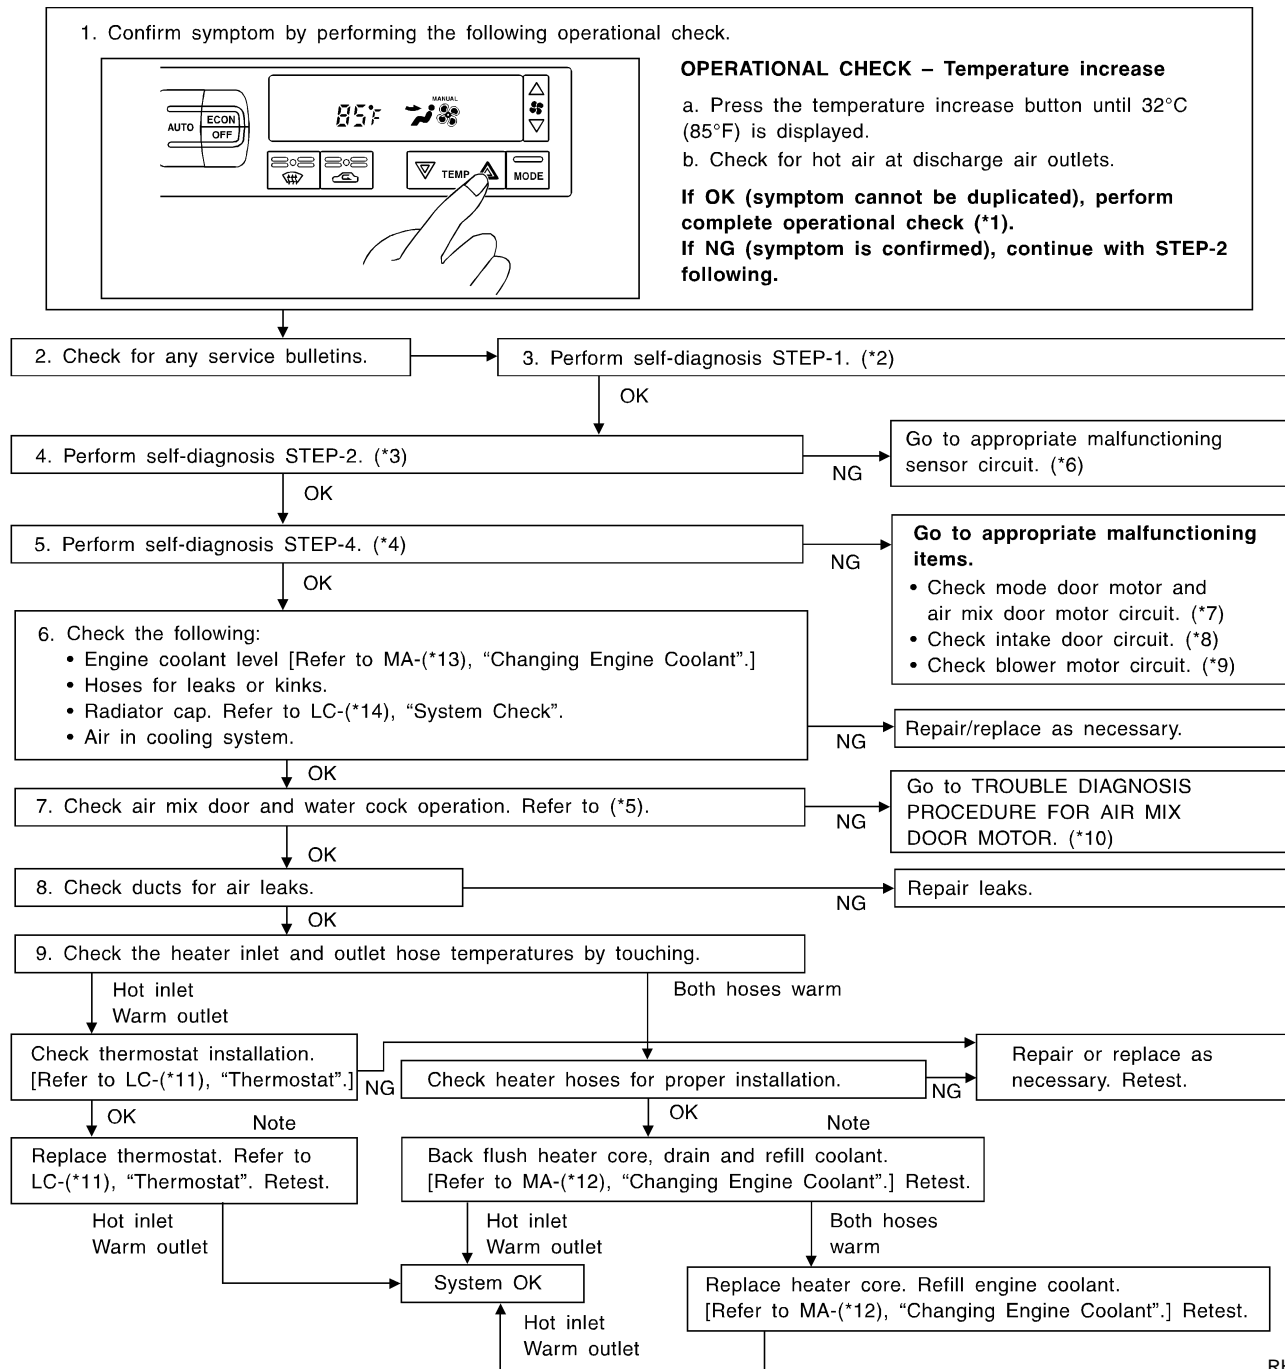 1. Confirm symptom by performing the following operational check.
AUTO
ECON
OFF
85°F
MANUAL
TEMP
MODE
OPERATIONAL CHECK – Temperature increase
a. Press the temperature increase button until 32°C
(85°F) is displayed.
b. Check for hot air at discharge air outlets.
If OK (symptom cannot be duplicated), perform
complete operational check (*1).
If NG (symptom is confirmed), continue with STEP-2
following.
2. Check for any service bulletins.
3. Perform self-diagnosis STEP-1. (*2)
OK
4. Perform self-diagnosis STEP-2. (*3)
NG
Go to appropriate malfunctioning
sensor circuit. (*6)
OK
5. Perform self-diagnosis STEP-4. (*4)
NG
Go to appropriate malfunctioning
items.
• Check mode door motor and
air mix door motor circuit. (*7)
• Check intake door circuit. (*8)
• Check blower motor circuit. (*9)
OK
6. Check the following:
• Engine coolant level [Refer to MA-(*13), “Changing Engine Coolant”.]
• Hoses for leaks or kinks.
• Radiator cap. Refer to LC-(*14), “System Check”.
• Air in cooling system.
NG
Repair/replace as necessary.
OK
7. Check air mix door and water cock operation. Refer to (*5).
NG
Go to TROUBLE DIAGNOSIS
PROCEDURE FOR AIR MIX
DOOR MOTOR. (*10)
OK
8. Check ducts for air leaks.
NG
Repair leaks.
OK
9. Check the heater inlet and outlet hose temperatures by touching.
Hot inlet
Warm outlet
Both hoses warm
Check thermostat installation.
[Refer to LC-(*11), “Thermostat”.]
NG
Check heater hoses for proper installation.
NG
Repair or replace as
necessary. Retest.
OK
Note
OK
Note
Replace thermostat. Refer to
LC-(*11), “Thermostat”. Retest.
Back flush heater core, drain and refill coolant.
[Refer to MA-(*12), “Changing Engine Coolant”.] Retest.
Hot inlet
Warm outlet
Hot inlet
Warm outlet
Both hoses
warm
System OK
Replace heater core. Refill engine coolant.
[Refer to MA-(*12), “Changing Engine Coolant”.] Retest.
Hot inlet
Warm outlet